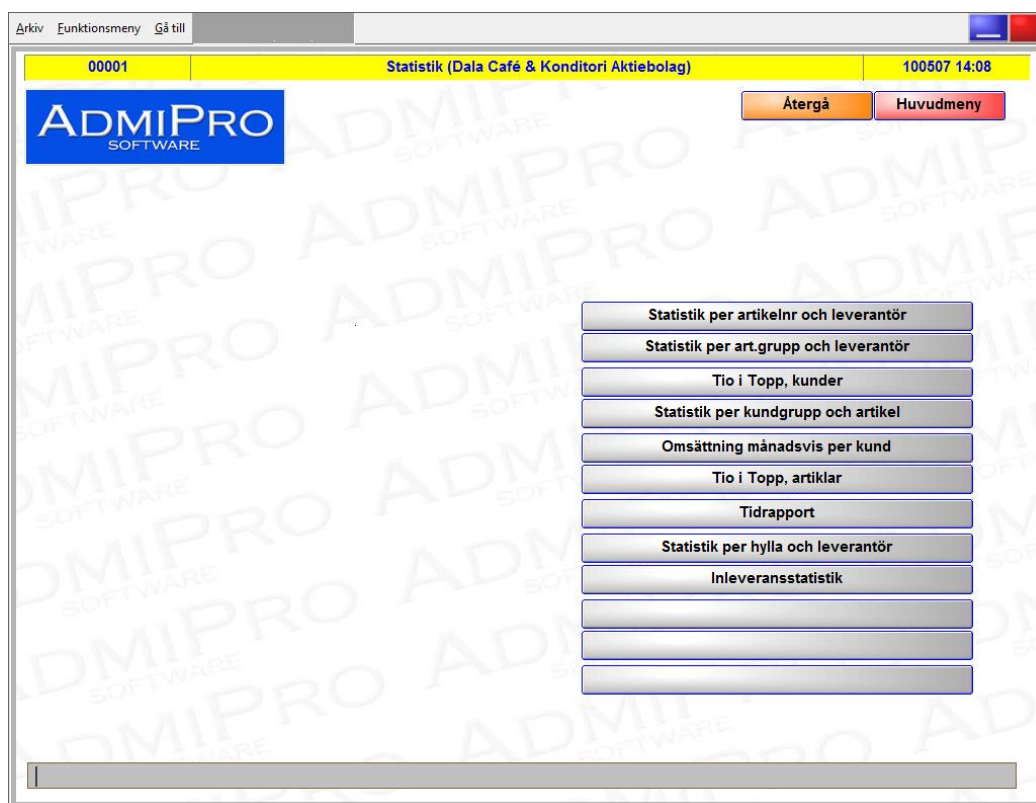 Arkiv Funktionsmeny Gå till
00001 Statistik (Dala Café & Konditori Aktiebolag) 100507 14:08
ADMIPRO
SOFTWARE
Återgå Huvudmeny
Statistik per artikelnr och leverantör
Statistik per art.grupp och leverantör
Tio i Topp, kunder
Statistik per kundgrupp och artikel
Omsättning månadsvis per kund
Tio i Topp, artiklar
Tidrapport
Statistik per hylla och leverantör
Inleveransstatistik